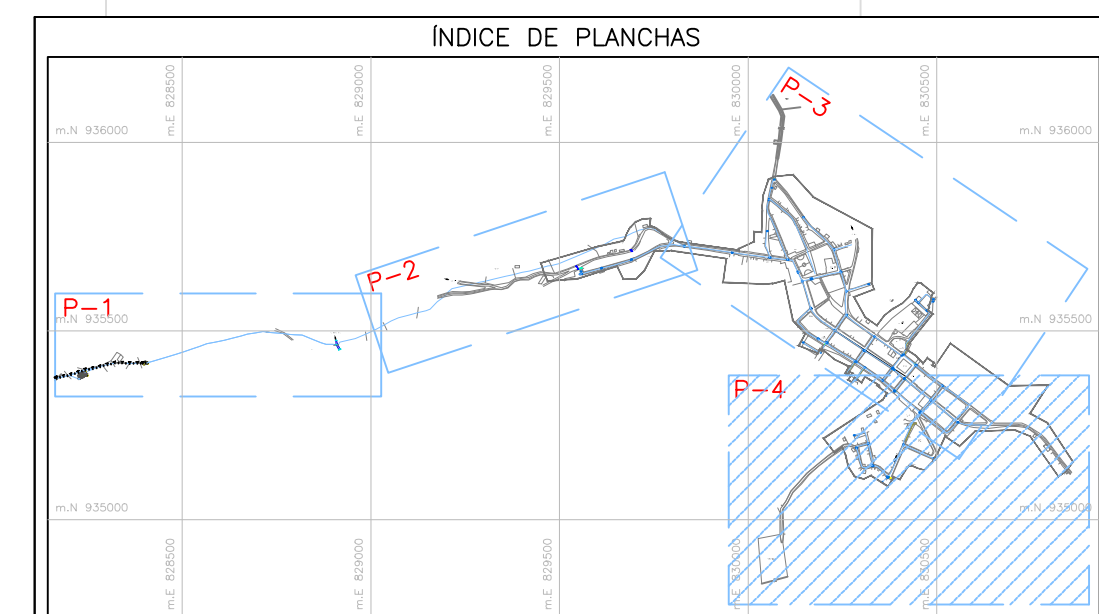 ÍNDICE DE PLANCHAS
m.E 828500
m.E 829000
m.E 829500
m.E 830000
m.E 830500
m.N 936000
m.N 936000
P-3
P-2
P-1
m.N 935500
m.N 935500
P-4
m.N 935000
m.N 935000
m.E 828500
m.E 829000
m.E 829500
m.E 830000
m.E 830500